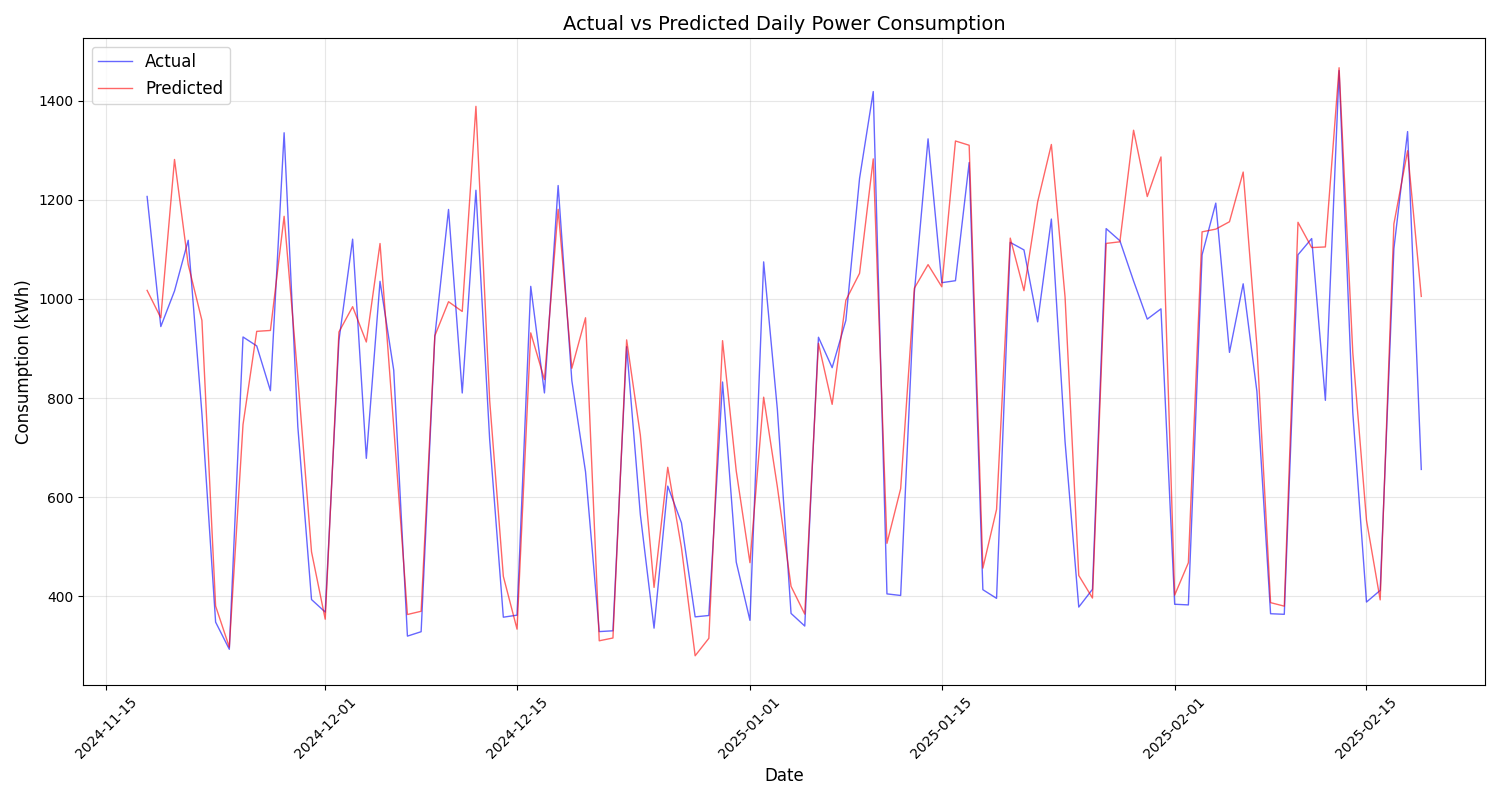 Actual vs Predicted Daily Power Consumption
Actual
Predicted
Consumption (kWh)
1400
1200
1000
800
600
400
2024-11-15
2024-12-01
2024-12-15
2025-01-01
2025-01-15
2025-02-01
2025-02-15
Date